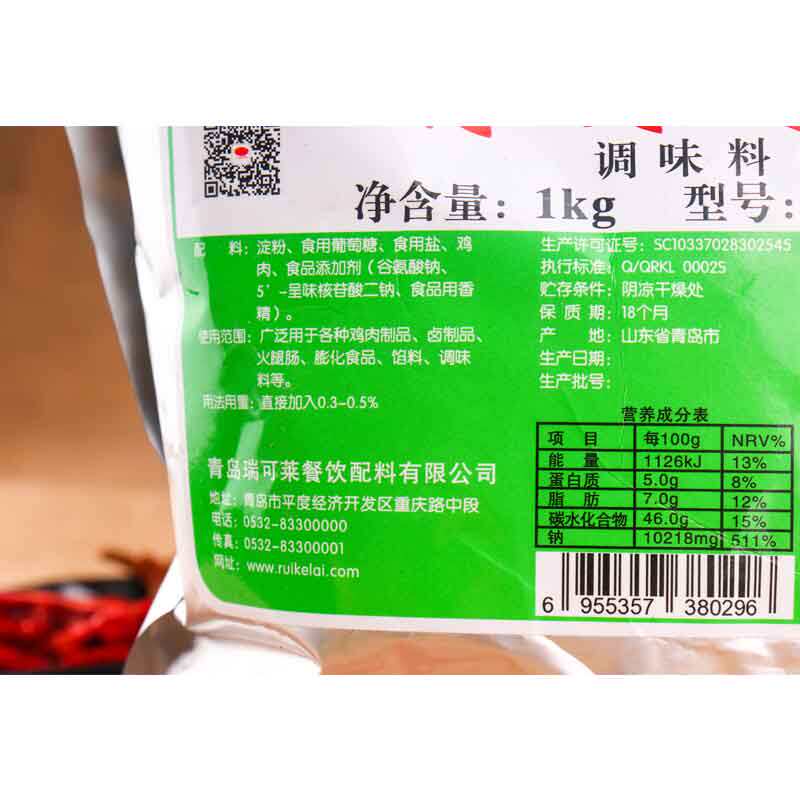 调味料
净含量：1kg 型号：
配 料：淀粉、食用葡萄糖、食用盐、鸡
肉、食品添加剂（谷氨酸钠、
5’-呈味核苷酸二钠、食品用香
精）。
使用范围：广泛用于各种鸡肉制品、卤制品、
火腿肠、膨化食品、馅料、调味
料等。
用法用量：直接加入0.3-0.5%
生产许可证号：SC10337028302545
执行标准：Q/QRKL 0002S
贮存条件：阴凉干燥处
保 质 期：18个月
产 地：山东省青岛市
生产日期：
生产批号：
青岛瑞可莱餐饮配料有限公司
地址：青岛市平度经济开发区重庆路中段
电话：0532-83300000
传真：0532-83300001
网址：www.ruikelai.com
营养成分表
项 目 每100g NRV%
能 量 1126kJ 13%
蛋白质 5.0g 8%
脂 肪 7.0g 12%
碳水化合物 46.0g 15%
钠 10218mg 511%
6 955357 380296